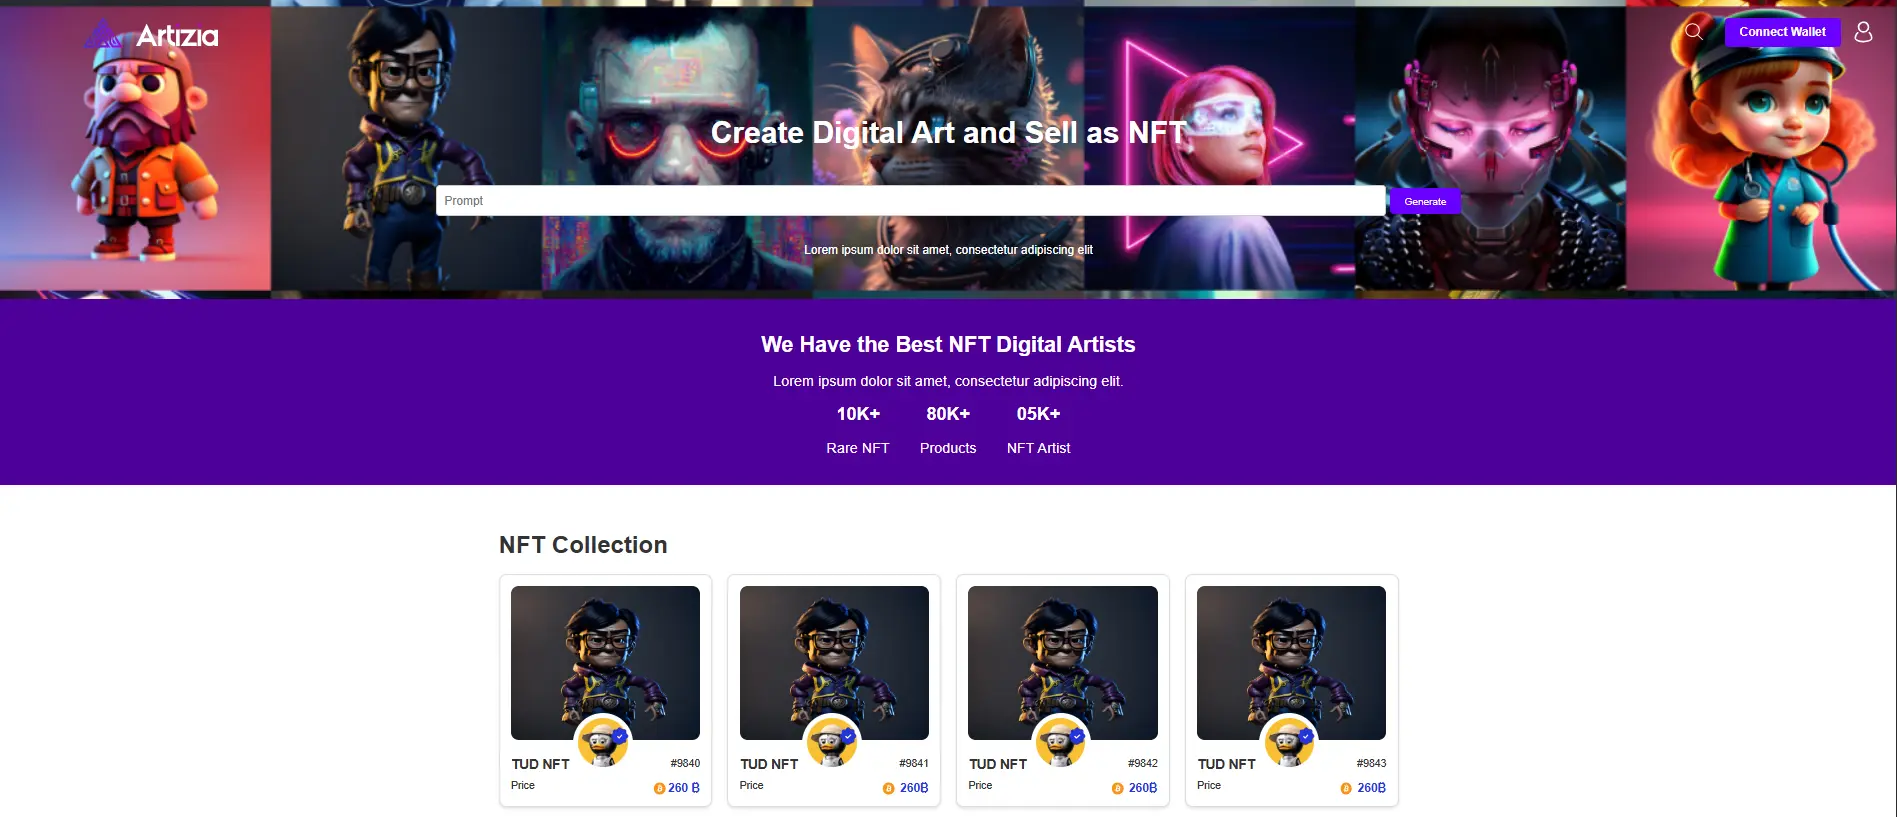 Artizia
Connect Wallet
Create Digital Art and Sell as NFT
Prompt
Generate
Lorem ipsum dolor sit amet, consectetur adipiscing elit
We Have the Best NFT Digital Artists
Lorem ipsum dolor sit amet, consectetur adipiscing elit.
10K+ 80K+ 05K+
Rare NFT Products NFT Artist
NFT Collection
TUD NFT #9840 TUD NFT #9841 TUD NFT #9842 TUD NFT #9843
Price 260 ₿ Price 260₿ Price 260₿ Price 260₿